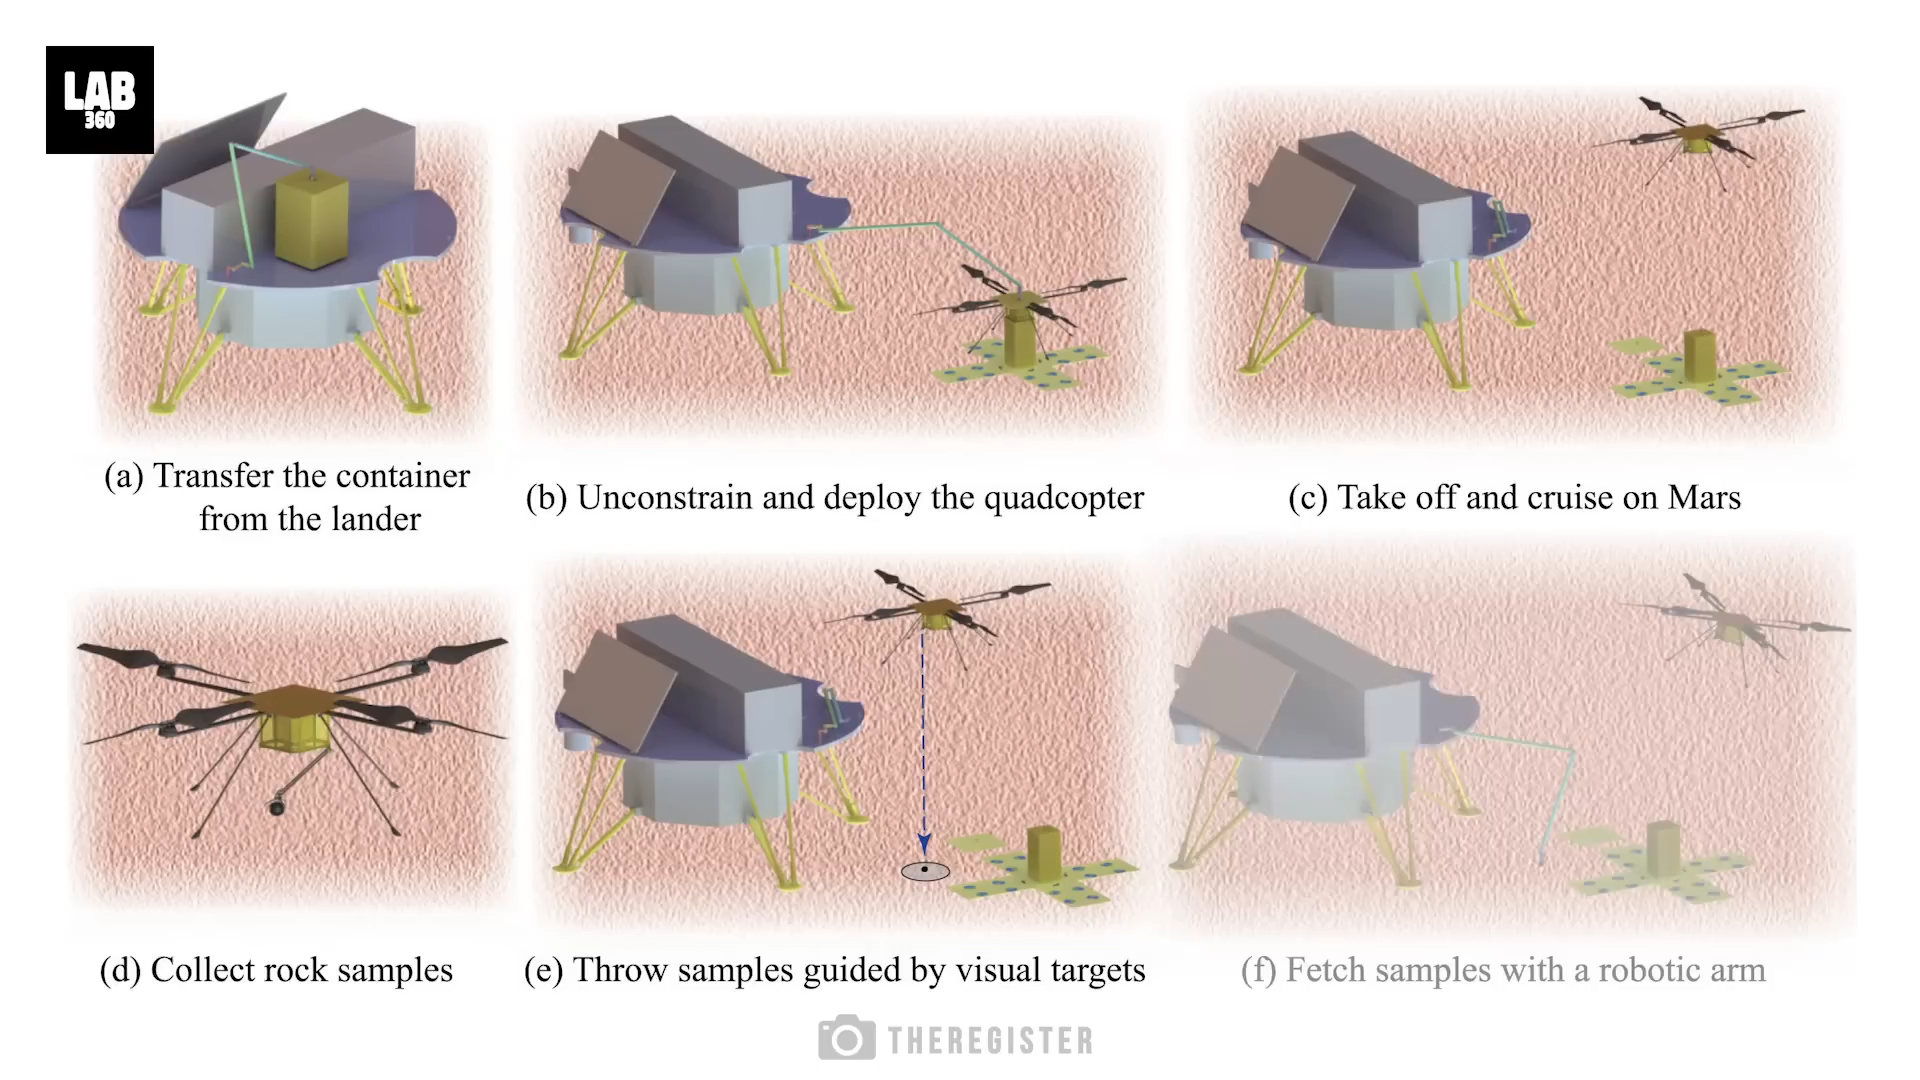 LAB
360
(a) Transfer the container
from the lander
(b) Unconstrain and deploy the quadcopter
(c) Take off and cruise on Mars
(d) Collect rock samples
(e) Throw samples guided by visual targets
(f) Fetch samples with a robotic arm
THEREGISTER